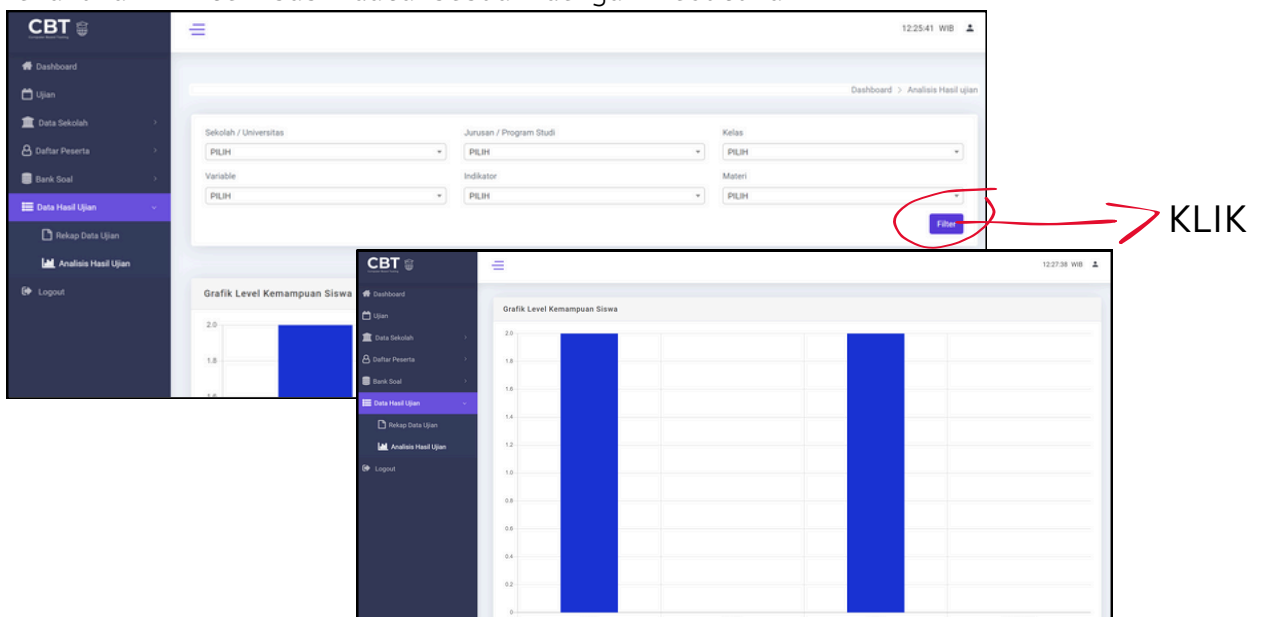 CBT
12:25:41 WIB
Dashboard
Ujian
Data Sekolah
Daftar Peserta
Bank Soal
Data Hasil Ujian
Rekap Data Ujian
Analisis Hasil Ujian
Logout
Dashboard > Analisis Hasil ujian
Sekolah / Universitas
Jurusan / Program Studi
Kelas
PILIH
PILIH
PILIH
Variable
Indikator
Materi
PILIH
PILIH
PILIH
Filter
KLIK
Grafik Level Kemampuan Siswa
2.0
1.8
CBT
12:27:38 WIB
Dashboard
Ujian
Data Sekolah
Daftar Peserta
Bank Soal
Data Hasil Ujian
Rekap Data Ujian
Analisis Hasil Ujian
Logout
Grafik Level Kemampuan Siswa
2.0
1.8
1.6
1.4
1.2
1.0
0.8
0.6
0.4
0.2
0